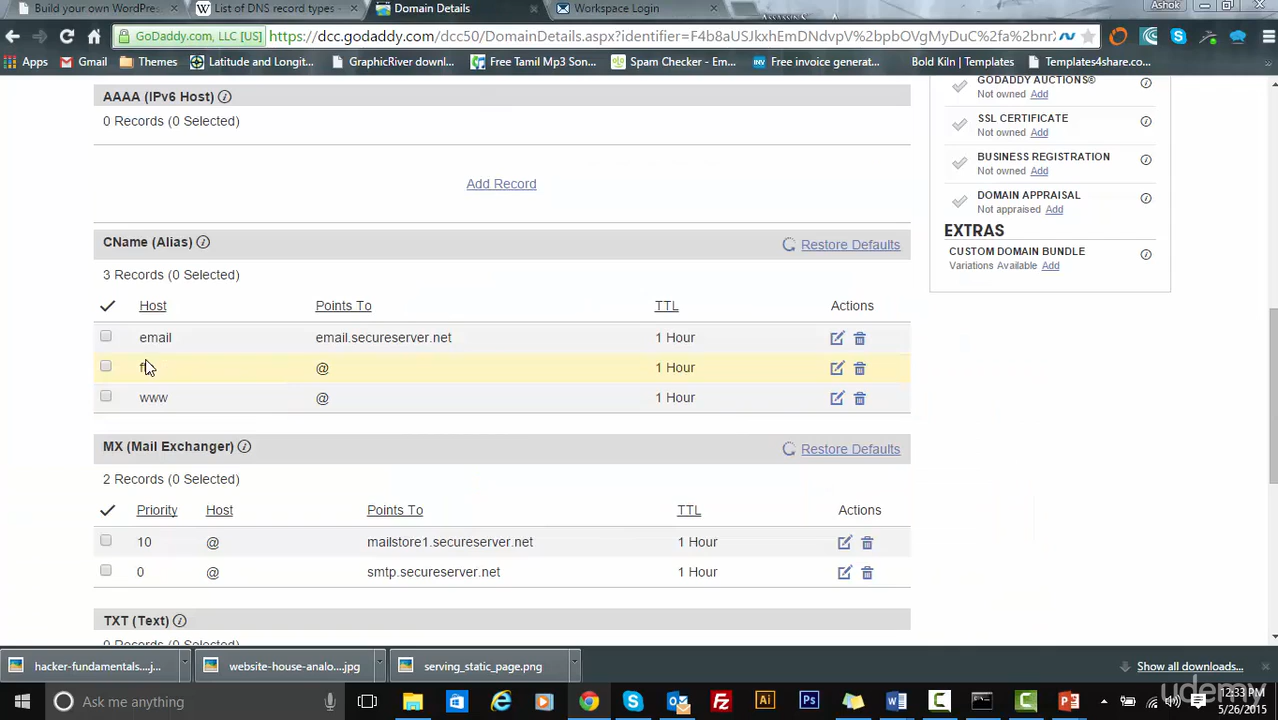 Build your own WordPres
List of DNS record types -
Domain Details
Workspace Login
Ashok
GoDaddy.com, LLC [US]
https://dcc.godaddy.com/dcc50/DomainDetails.aspx?identifier=F4b8aUSJkxhEmDNdvpV%2bpbOVgMyDuC%2fa%2bnrX
Apps
Gmail
Themes
Latitude and Longit...
GraphicRiver down...
Free Tamil Mp3 Son...
Spam Checker - Em...
Free invoice generat...
Bold Kiln | Templates
Templates4share.com...
AAAA (IPv6 Host)
0 Records (0 Selected)
Add Record
CName (Alias)
Restore Defaults
3 Records (0 Selected)
Host Points To TTL Actions
email email.secureserver.net 1 Hour
@ 1 Hour
www @ 1 Hour
MX (Mail Exchanger)
Restore Defaults
2 Records (0 Selected)
Priority Host Points To TTL Actions
10 @ mailstore1.secureserver.net 1 Hour
0 @ smtp.secureserver.net 1 Hour
TXT (Text)
0 Records (0 Selected)
GODADDY AUCTIONS®
Not owned Add
SSL CERTIFICATE
Not owned Add
BUSINESS REGISTRATION
Not owned Add
DOMAIN APPRAISAL
Not appraised Add
EXTRAS
CUSTOM DOMAIN BUNDLE
Variations Available Add
hacker-fundamentals....j...
website-house-analo....jpg
serving_static_page.png
Show all downloads...
Ask me anything
udemy
12:33 PM
5/26/2015